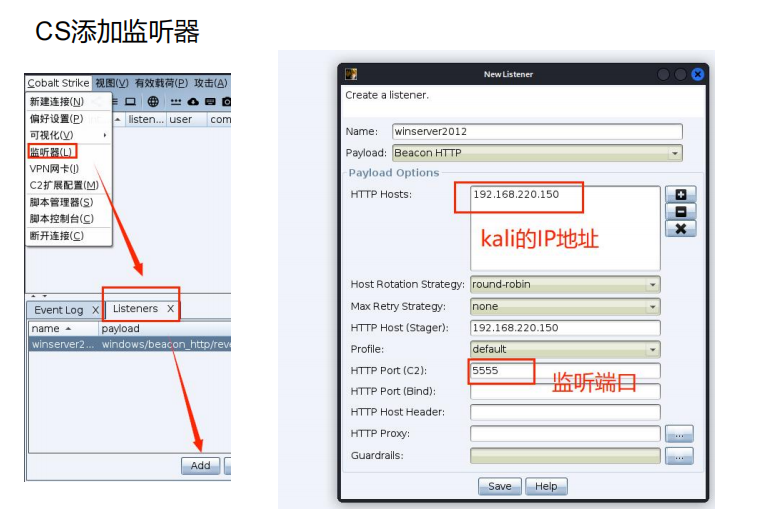 CS添加监听器
Cobalt Strike 视图(V) 有效载荷(P) 攻击(A)
新建连接(N)
偏好设置(P)
可视化(V)
监听器(L)
VPN网卡(I)
C2扩展配置(M)
脚本管理器(S)
脚本控制台(C)
断开连接(C)
listen... user com
Event Log X Listeners X
name payload
winserver2... windows/beacon_http/reve
Add
New Listener
Create a listener.
Name: winserver2012
Payload: Beacon HTTP
Payload Options
HTTP Hosts: 192.168.220.150
kali的IP地址
Host Rotation Strategy: round-robin
Max Retry Strategy: none
HTTP Host (Stager): 192.168.220.150
Profile: default
HTTP Port (C2): 5555
监听端口
HTTP Port (Bind):
HTTP Host Header:
HTTP Proxy: ...
Guardrails: ...
Save Help